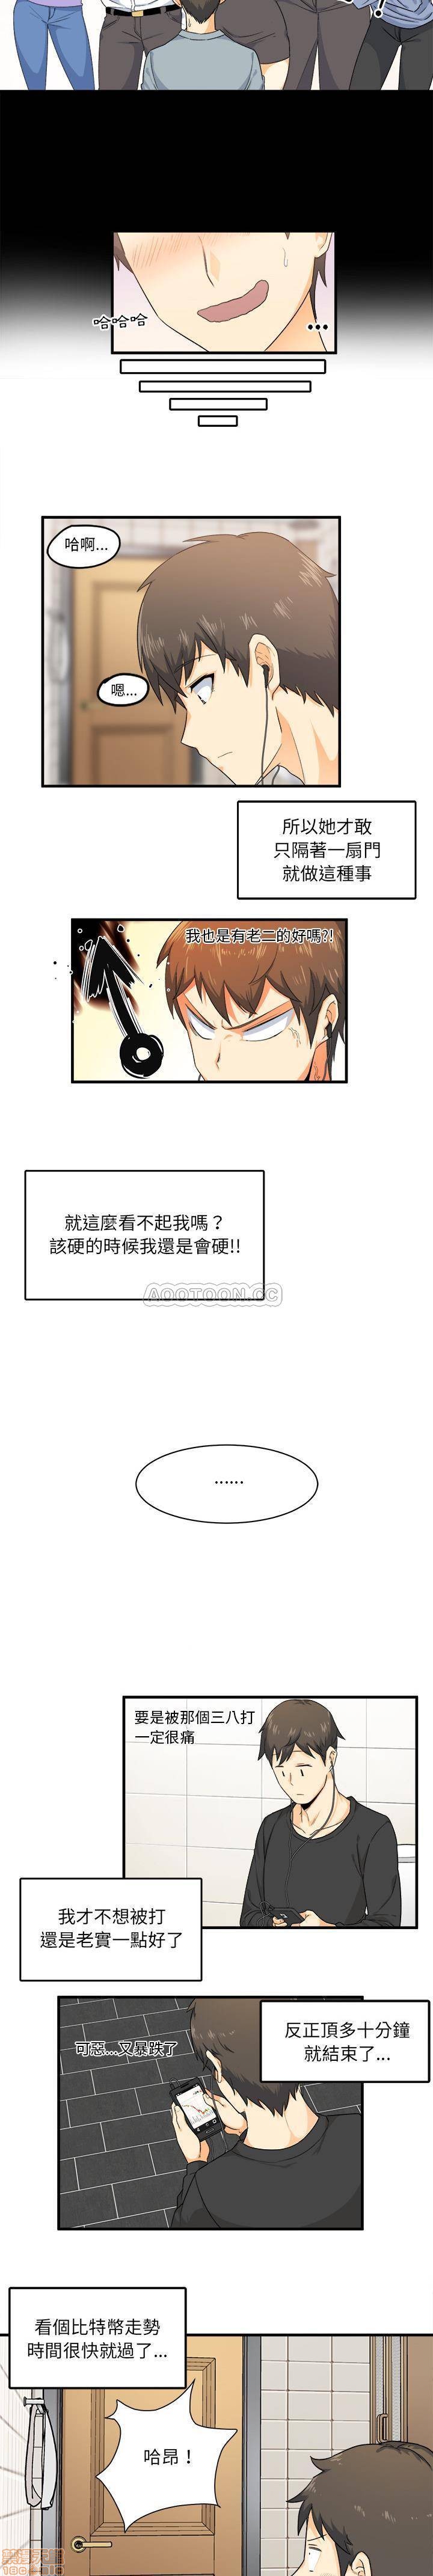 哈哈哈
...
哈啊...
嗯...
所以她才敢
只隔著一扇門
就做這種事
我也是有老二的好嗎?!
就這麼看不起我嗎？
該硬的時候我還是會硬!!
AOOTOON.CC
......
要是被那個三八打
一定很痛
我才不想被打
還是老實一點好了
反正頂多十分鐘
就結束了...
可惡...又暴跌了
看個比特幣走勢
時間很快就過了...
哈昂！